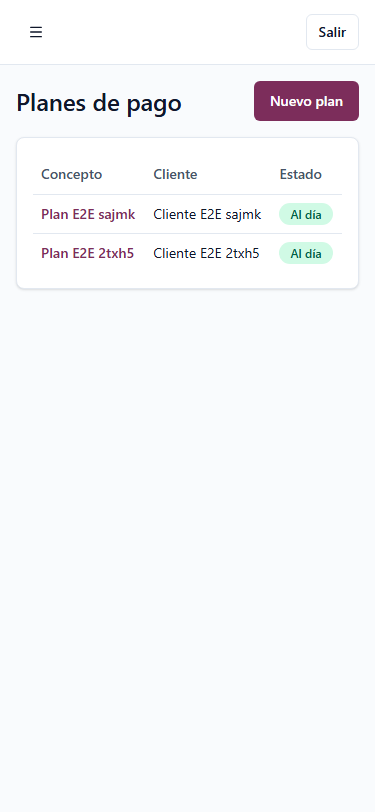 Salir
Planes de pago
Nuevo plan
Concepto Cliente Estado
Plan E2E sajmk Cliente E2E sajmk Al día
Plan E2E 2txh5 Cliente E2E 2txh5 Al día